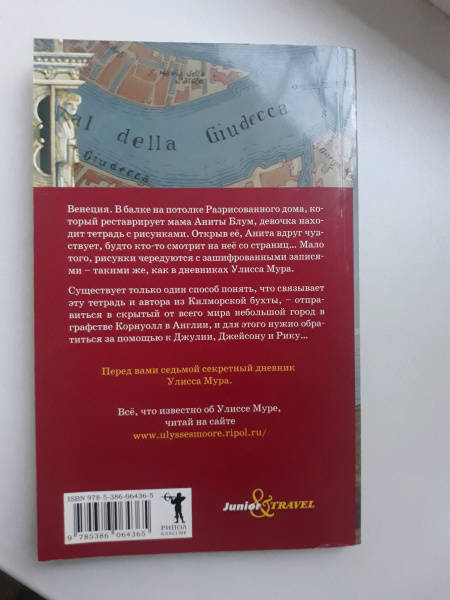 Maria della
Salute
al della Giudecca
Giudecca
Венеция. В балке на потолке Разрисованного дома, ко-
торый реставрирует мама Аниты Блум, девочка нахо-
дит тетрадь с рисунками. Открыв её, Анита вдруг чув-
ствует, будто кто-то смотрит на неё со страниц... Мало
того, рисунки чередуются с зашифрованными запися-
ми – такими же, как в дневниках Улисса Мура.
Существует только один способ понять, что связывает
эту тетрадь и автора из Килморской бухты, – отпра-
виться в скрытый от всего мира небольшой город в
графстве Корнуолл в Англии, и для этого нужно обра-
титься за помощью к Джулии, Джейсону и Рику...
Перед вами седьмой секретный дневник
Улисса Мура.
Всё, что известно об Улиссе Муре,
читай на сайте
www.ulyssesmoore.ripol.ru/
ISBN 978-5-386-06436-5
9 785386 064365
РИПОЛ
КЛАССИК
Junior&TRAVEL